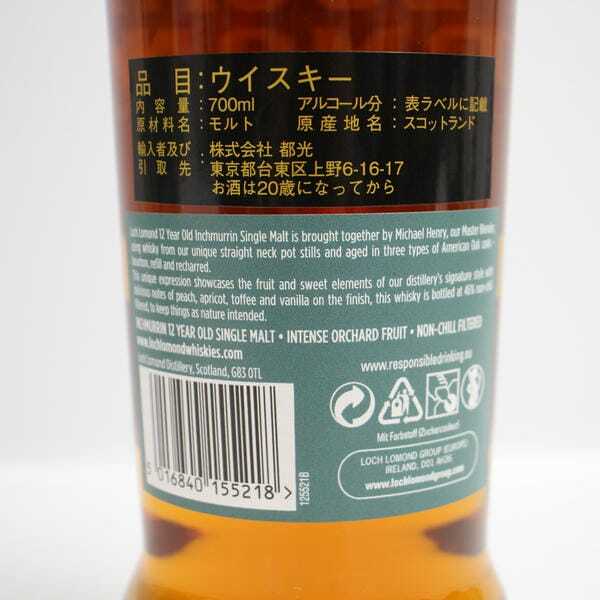 品 目：ウイスキー
内 容 量：700ml アルコール分：表ラベルに記載
原材料名：モルト 原 産 地 名：スコットランド
輸入者及び：株式会社 都光
引 取 先：東京都台東区上野6-16-17
お酒は20歳になってから
Loch Lomond 12 Year Old Inchmurrin Single Malt is brought together by Michael Henry, our Master Blender,
using whisky from our unique straight neck pot stills and aged in three types of American Oak cask -
bourbon, refill and recharred.
This unique expression showcases the fruit and sweet elements of our distillery's signature style with
delicious notes of peach, apricot, toffee and vanilla on the finish, this whisky is bottled at 46% non-chill
filtered, to keep things as nature intended.
INCHMURRIN 12 YEAR OLD SINGLE MALT • INTENSE ORCHARD FRUIT • NON-CHILL FILTERED
www.lochlomondwhiskies.com
Loch Lomond Distillery, Scotland, G83 0TL
www.responsibledrinking.eu
Mit Farbstoff (Zuckercouleur)
LOCH LOMOND GROUP (EUROPE)
IRELAND, DD1 AH36
www.lochlomondgroup.com
5 016840 155218 >
1255218